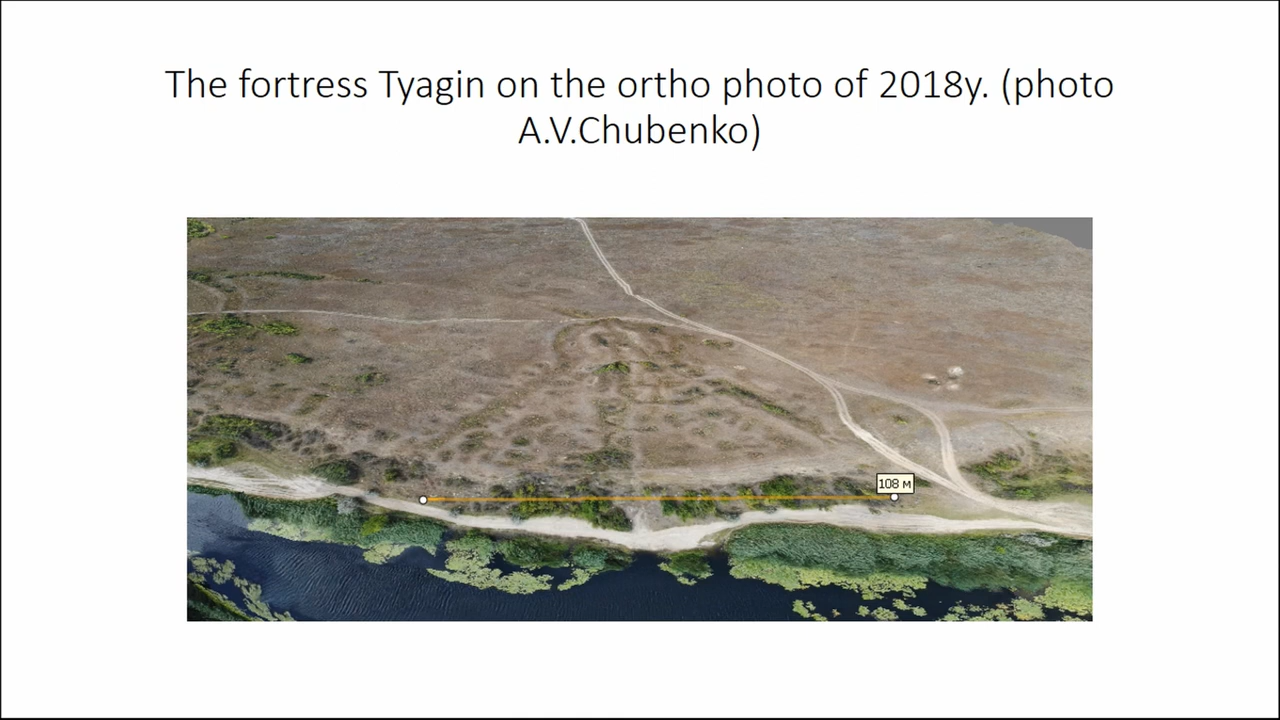 The fortress Tyagin on the ortho photo of 2018y. (photo
A.V.Chubenko)
108 м